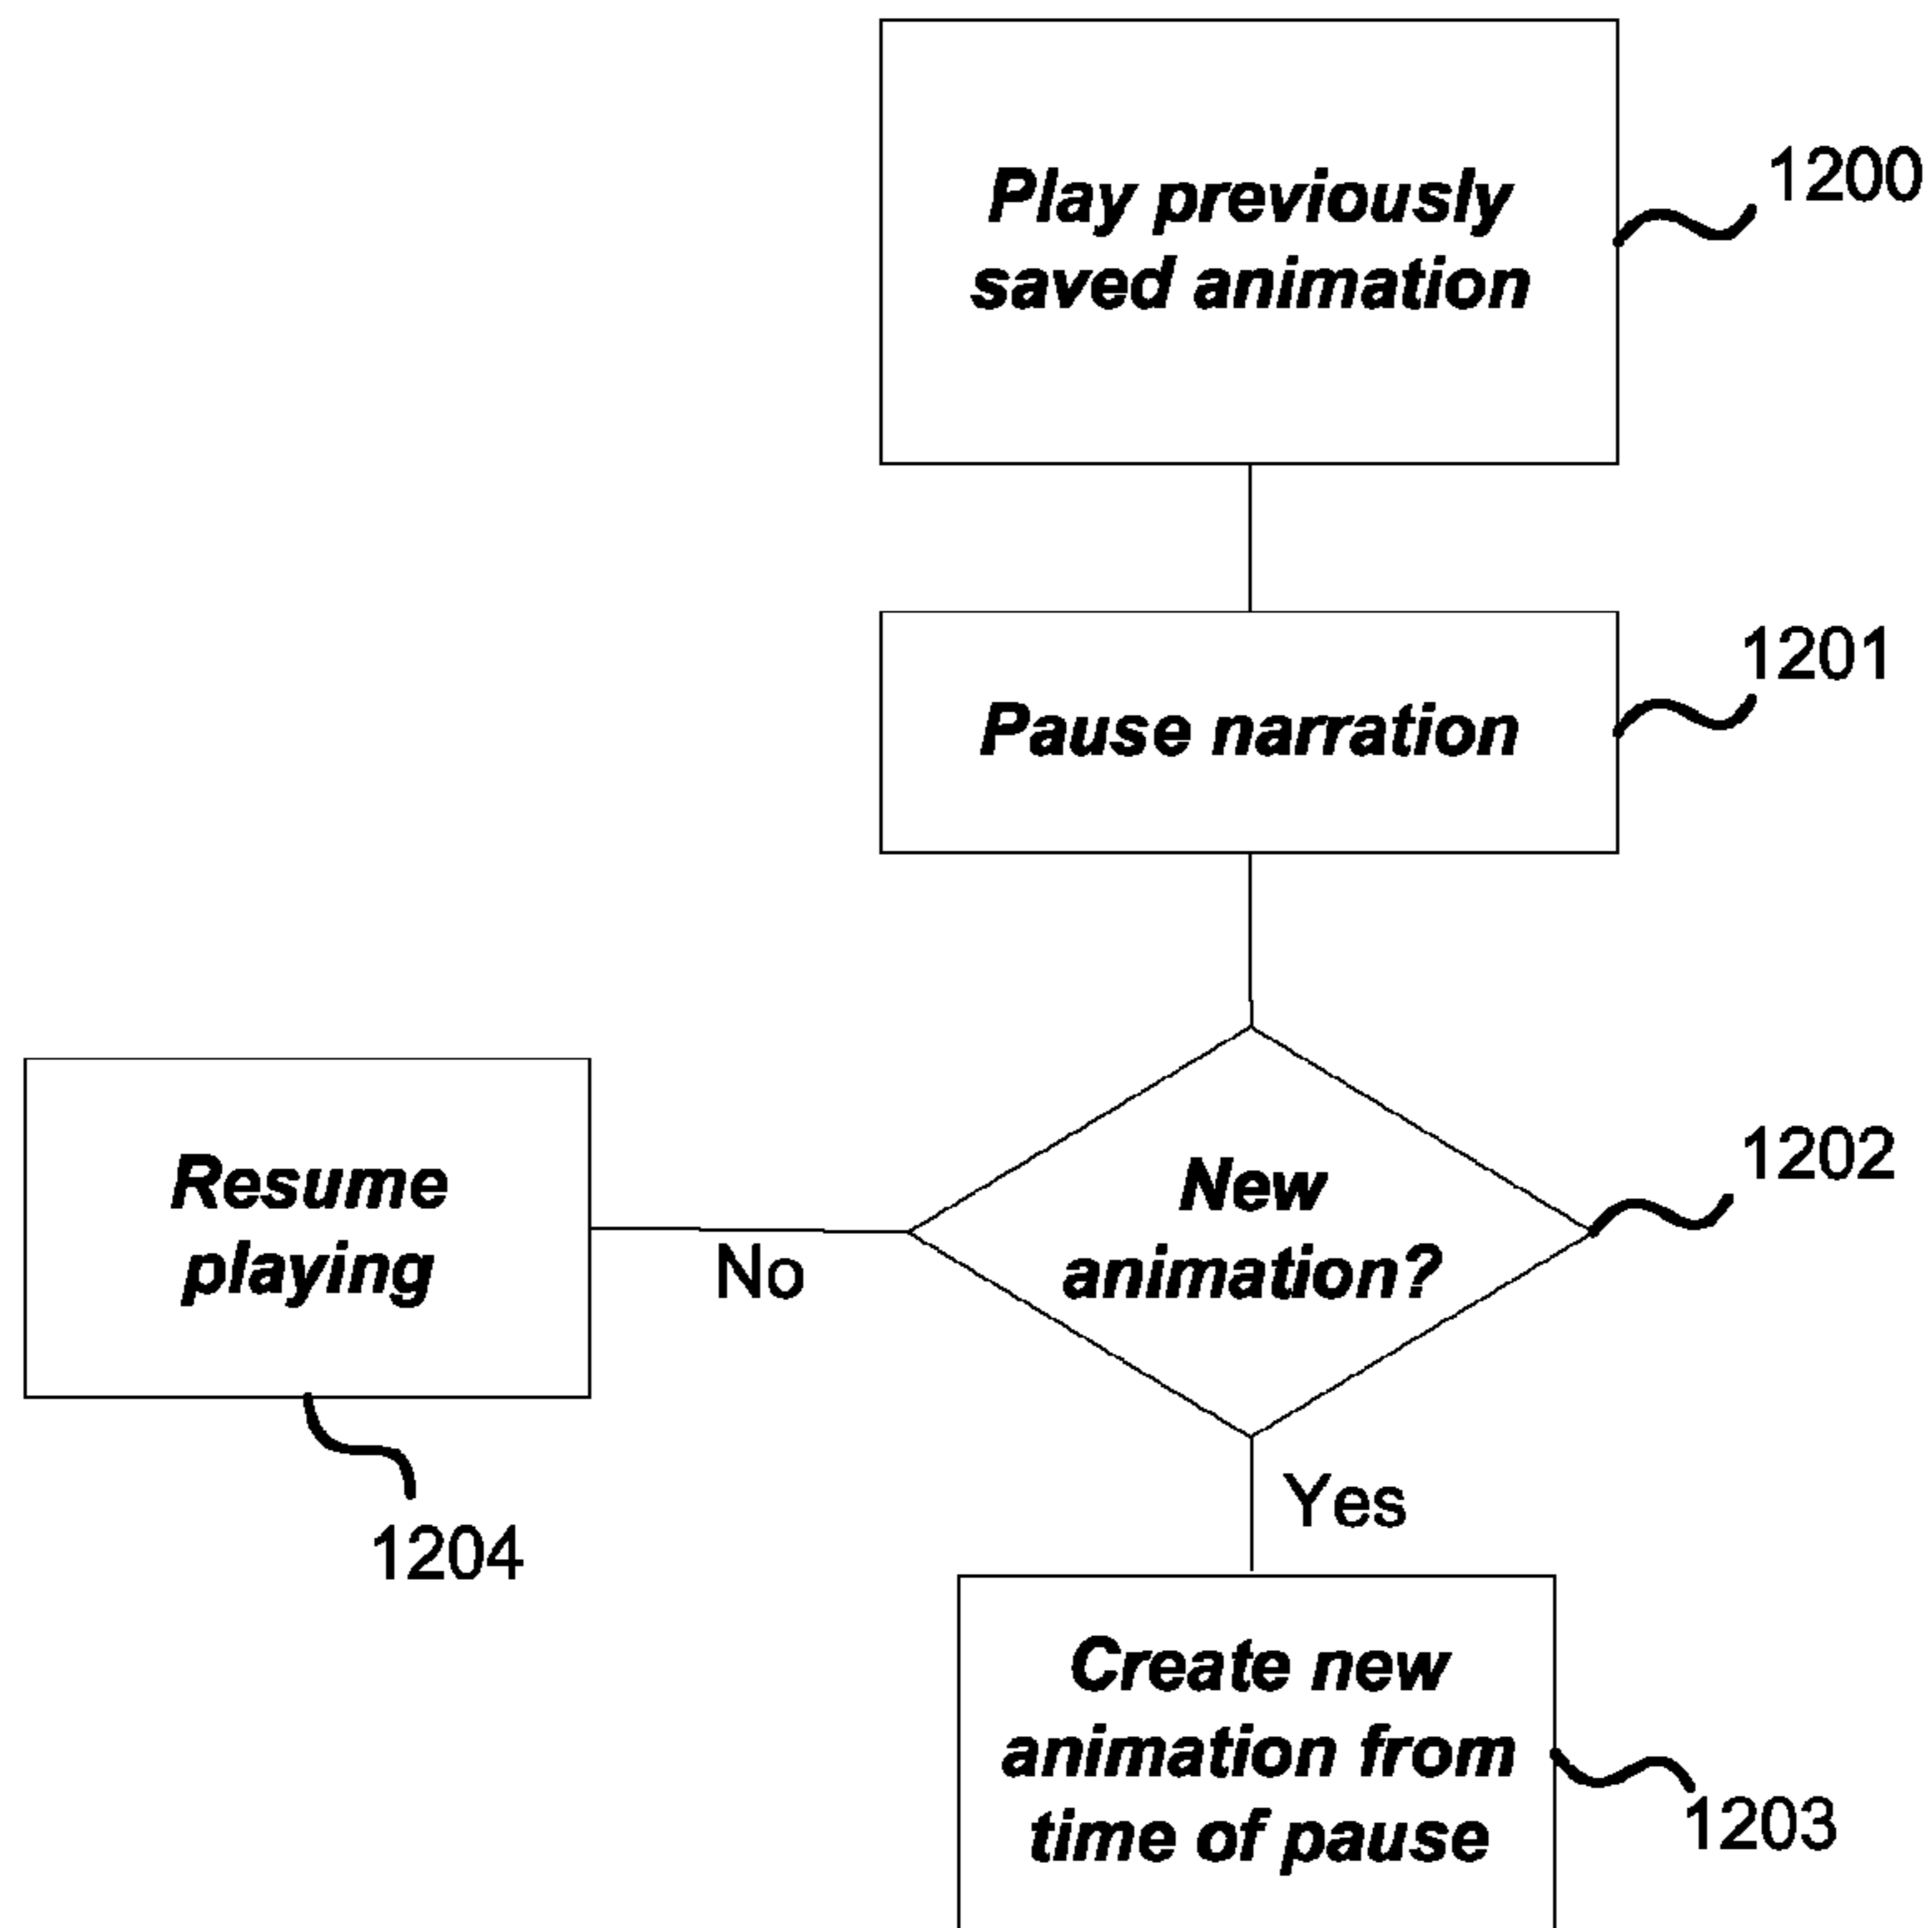 Play previously
saved animation
1200
Pause narration
1201
New
animation?
1202
No
Resume
playing
1204
Yes
Create new
animation from
time of pause
1203